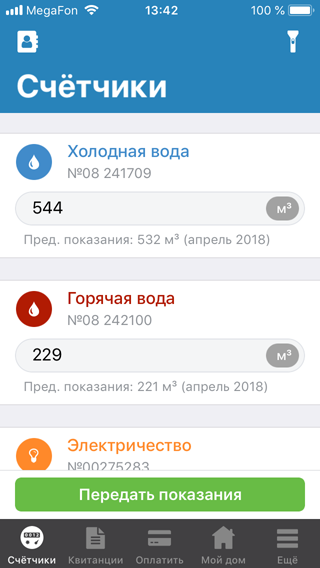 MegaFon 13:42 100 %
Счётчики
Холодная вода
№08 241709
544 м³
Пред. показания: 532 м³ (апрель 2018)
Горячая вода
№08 242100
229 м³
Пред. показания: 221 м³ (апрель 2018)
Электричество
№00275283
Передать показания
Счётчики Квитанции Оплатить Мой дом Ещё